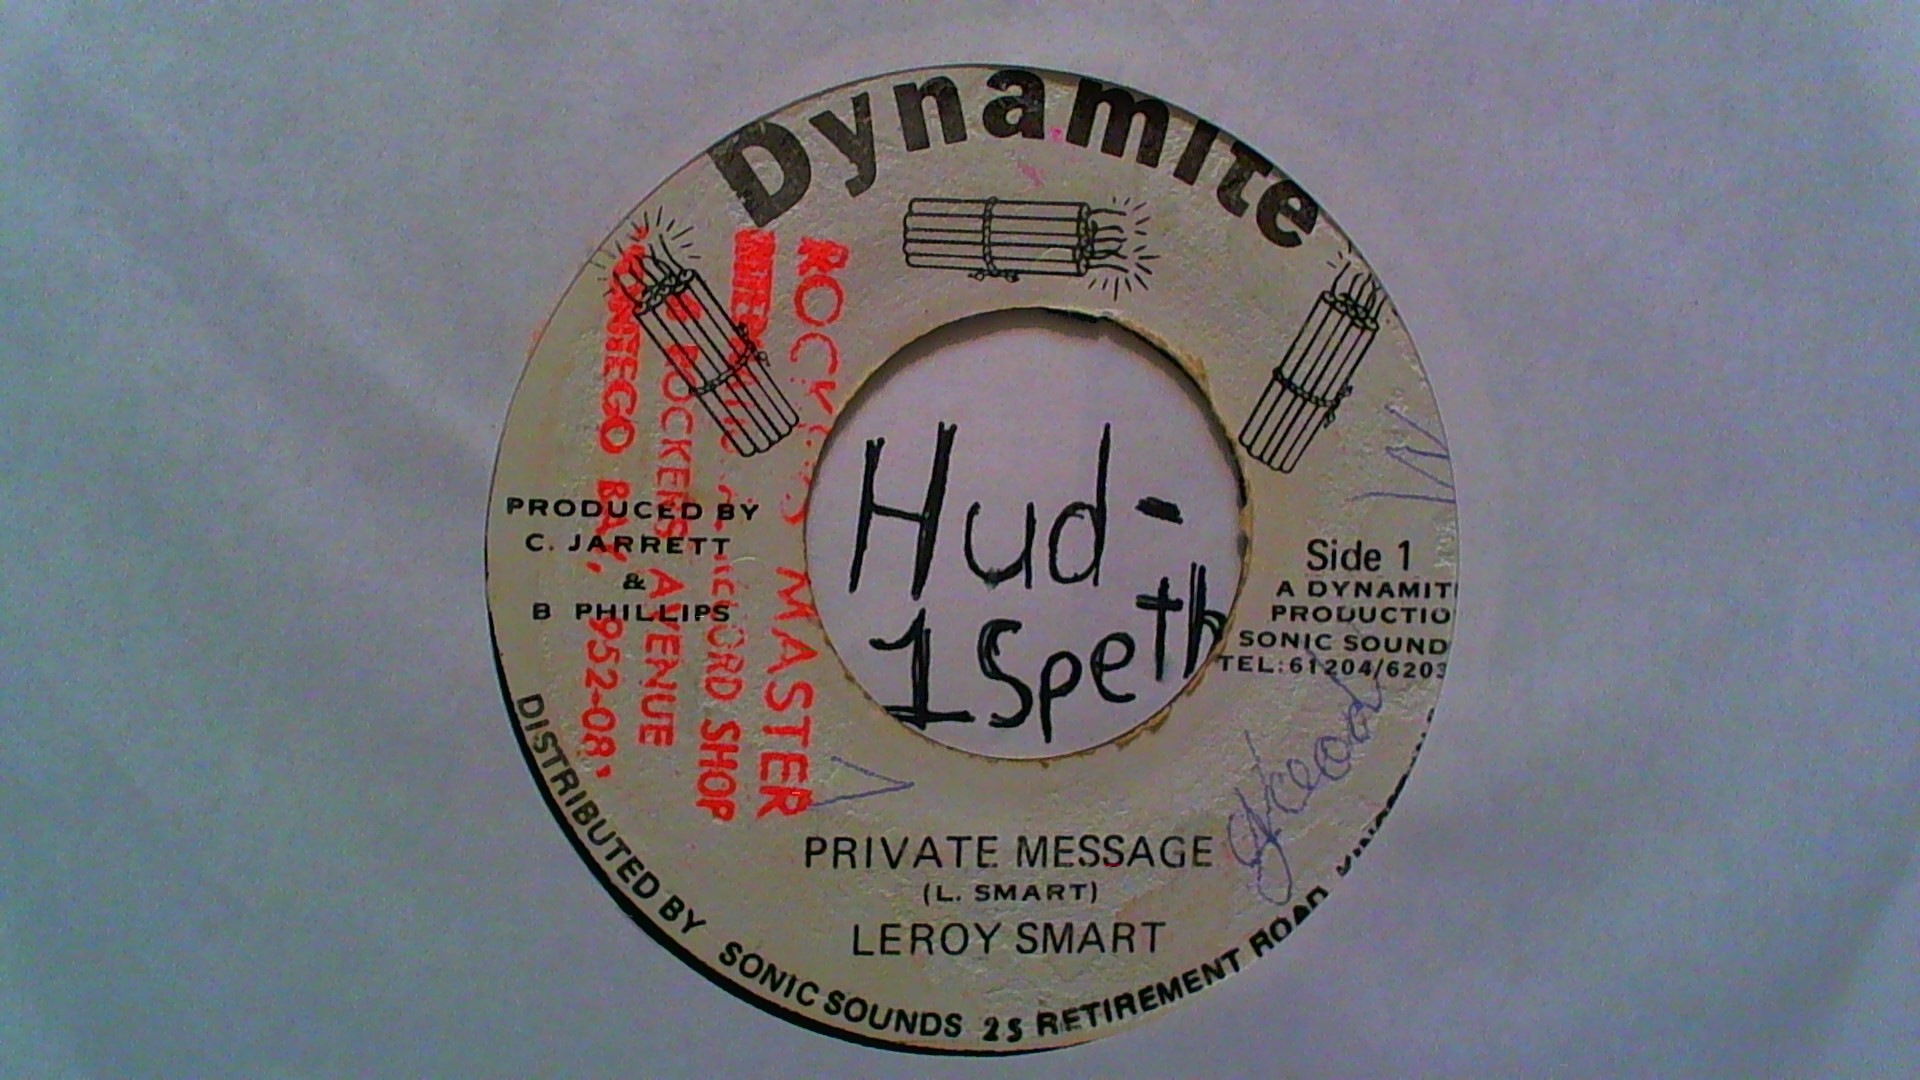 Dynamite
ROCKERS MASTER
RECORD SHOP
ROCKERS AVENUE
MONTEGO BAY, 952-08,
PRODUCED BY
C. JARRETT
&
B PHILLIPS
Hud-
1Speth
Side 1
A DYNAMIT
PRODUCTIO
SONIC SOUND
TEL:61204/6203
PRIVATE MESSAGE
(L. SMART)
LEROY SMART
DISTRIBUTED BY SONIC SOUNDS 25 RETIREMENT ROAD